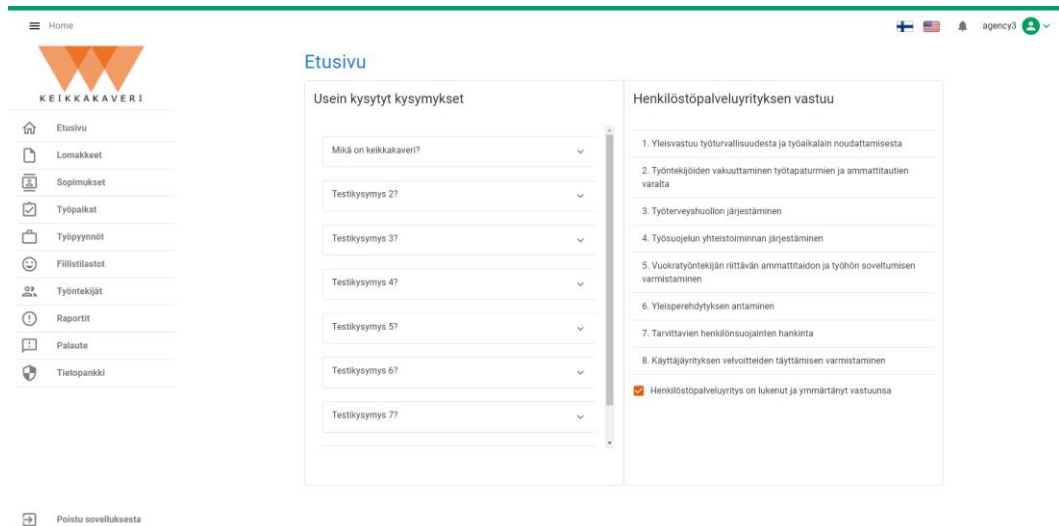 Home
agency3
KEIKKAKAVERI
Etusivu
Lomakkeet
Sopimukset
Työpaikat
Työpyynnöt
Fiilistilastot
Työntekijät
Raportit
Palaute
Tietopankki
Poistu sovelluksesta
Etusivu
Usein kysytyt kysymykset
Mikä on keikkakaveri?
Testikysymys 2?
Testikysymys 3?
Testikysymys 4?
Testikysymys 5?
Testikysymys 6?
Testikysymys 7?
Henkilöstöpalveluyrityksen vastuu
1. Yleisvastuu työturvallisuudesta ja työaikalain noudattamisesta
2. Työntekijöiden vakuuttaminen työtapaturmien ja ammattitautien
varalta
3. Työterveyshuollon järjestäminen
4. Työsuojelun yhteistoiminnan järjestäminen
5. Vuokratyöntekijän riittävän ammattitaidon ja työhön soveltumisen
varmistaminen
6. Yleisperehdytyksen antaminen
7. Tarvittavien henkilönsuojainten hankinta
8. Käyttäjäyrityksen velvoitteiden täyttämisen varmistaminen
Henkilöstöpalveluyritys on lukenut ja ymmärtänyt vastuunsa